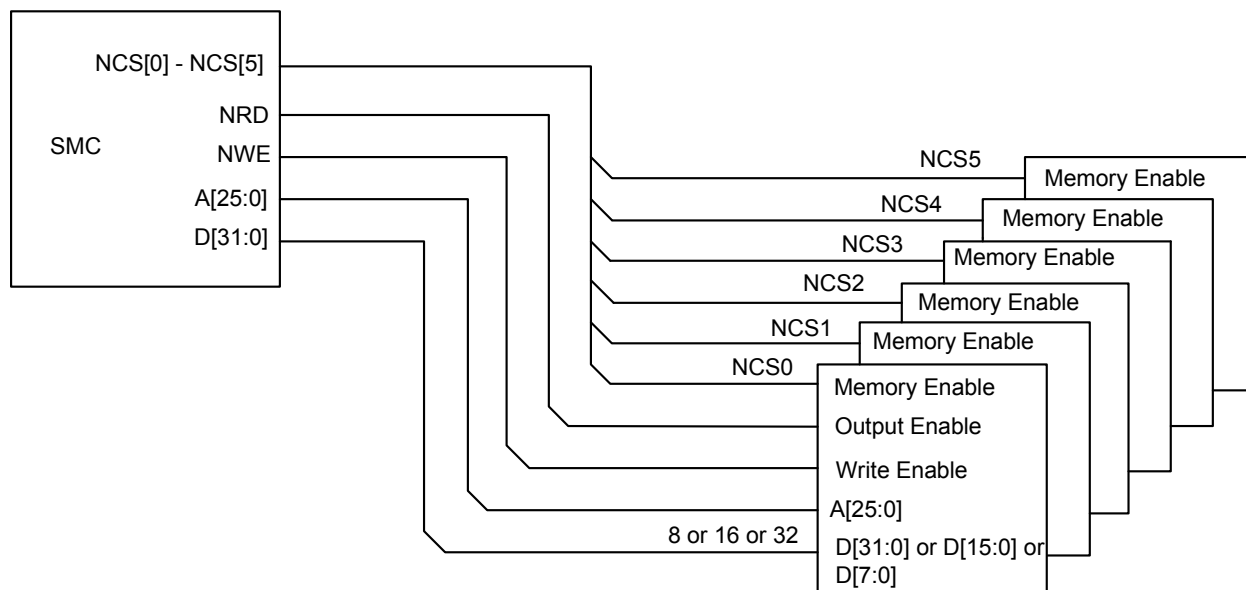 NCS[0] - NCS[5]
NRD
SMC
NWE
A[25:0]
D[31:0]
NCS5
Memory Enable
NCS4
Memory Enable
NCS3
Memory Enable
NCS2
Memory Enable
NCS1
Memory Enable
NCS0
Memory Enable
Output Enable
Write Enable
A[25:0]
8 or 16 or 32
D[31:0] or D[15:0] or
D[7:0]